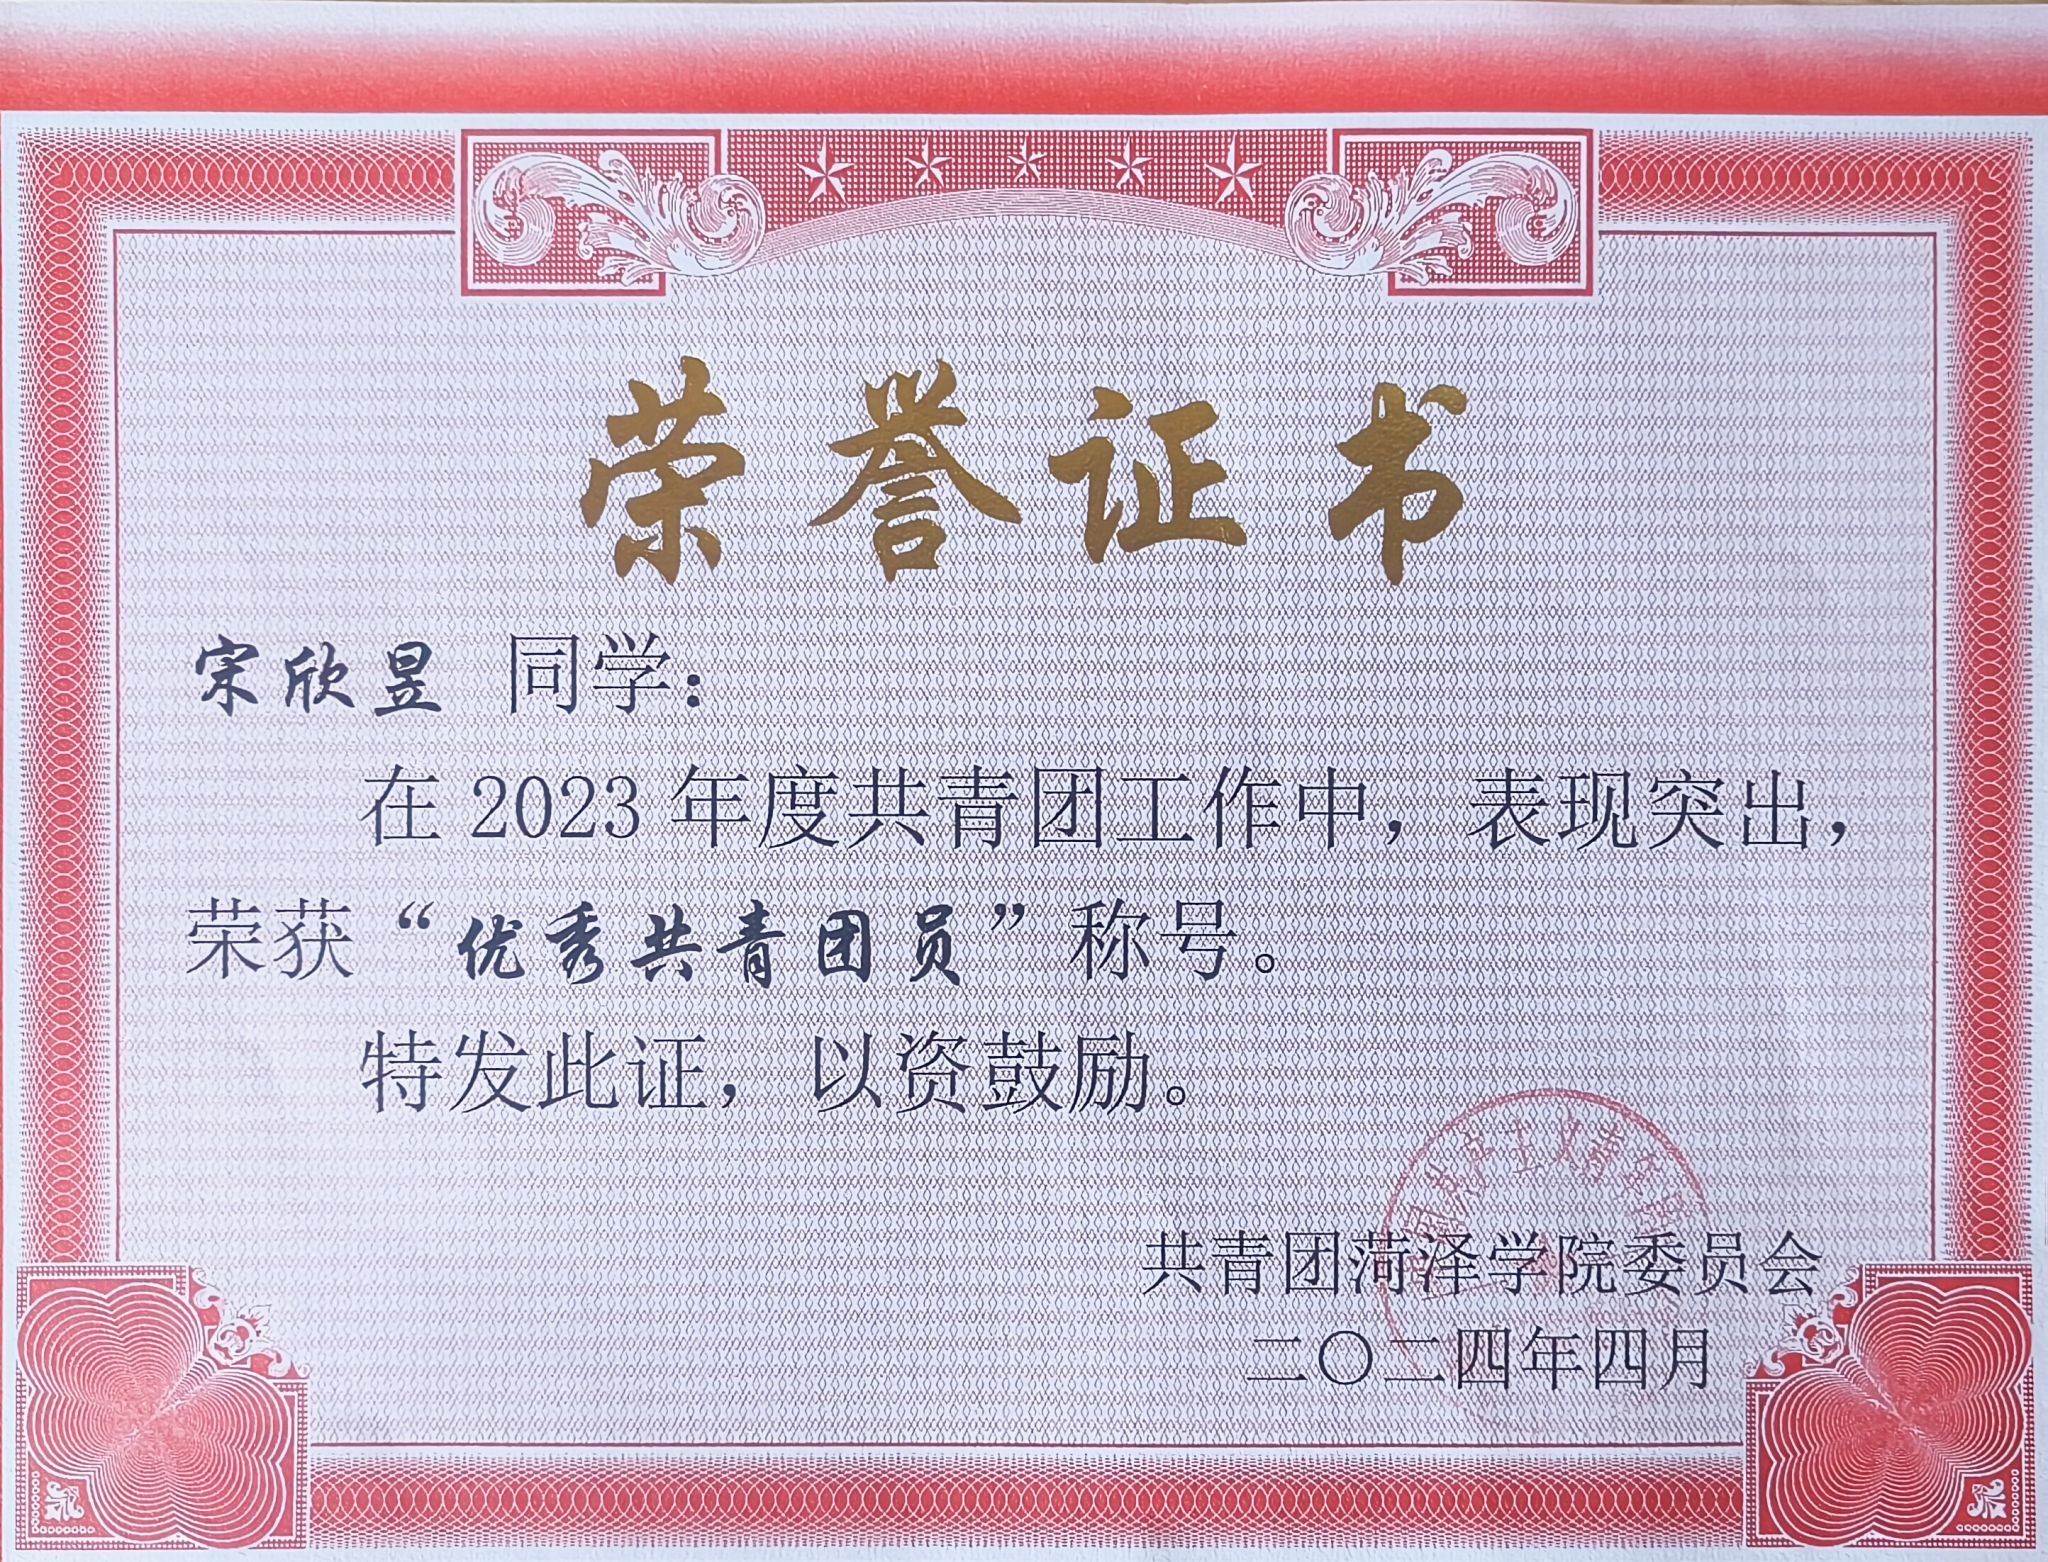 荣誉证书
宋欣昱 同学：
在 2023 年度共青团工作中，表现突出，
荣获“优秀共青团员”称号。
特发此证，以资鼓励。
共青团菏泽学院委员会
二〇二四年四月